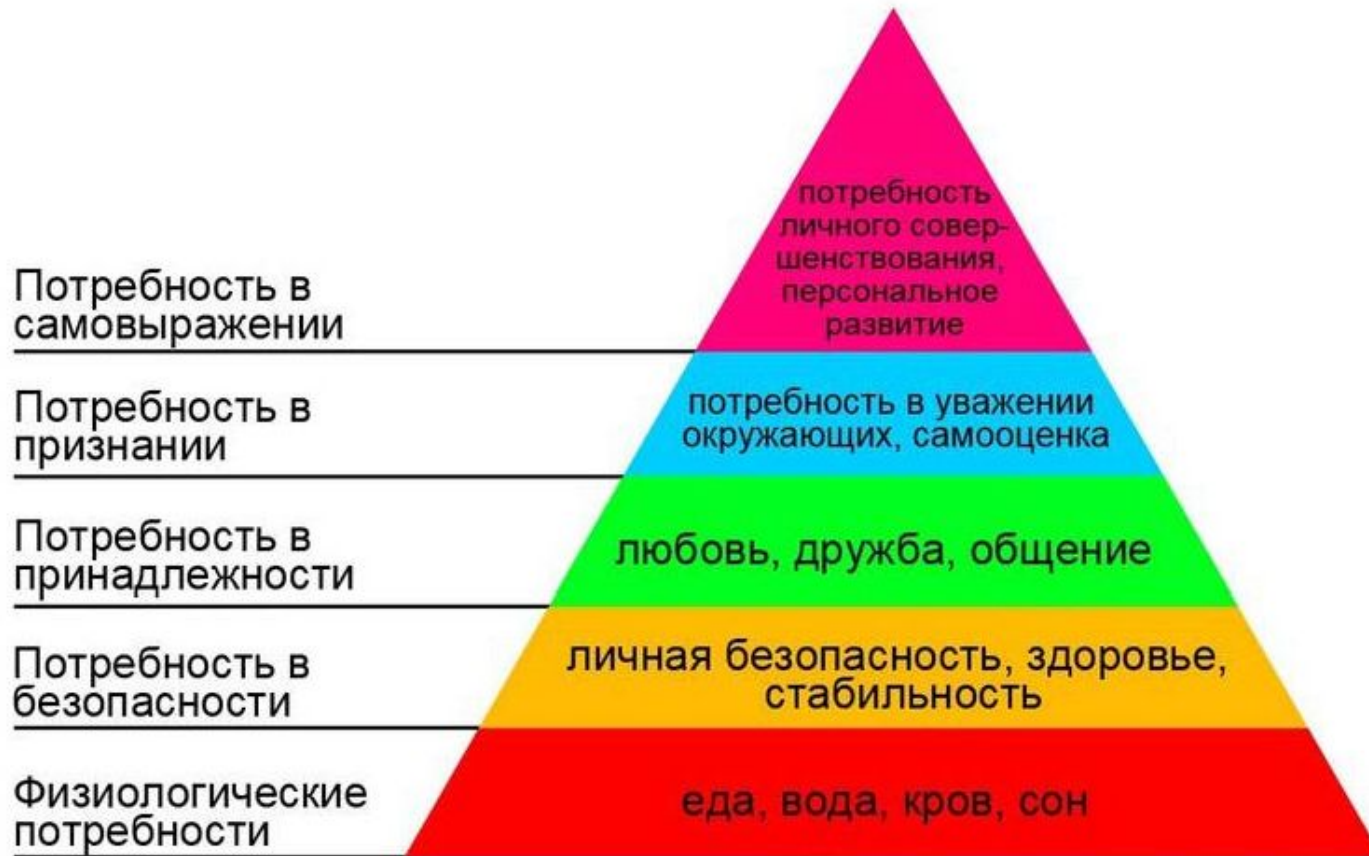 потребность
личного совер-
шенствования,
персональное
развитие
Потребность в
самовыражении
потребность в уважении
окружающих, самооценка
Потребность в
признании
любовь, дружба, общение
Потребность в
принадлежности
личная безопасность, здоровье,
стабильность
Потребность в
безопасности
еда, вода, кров, сон
Физиологические
потребности